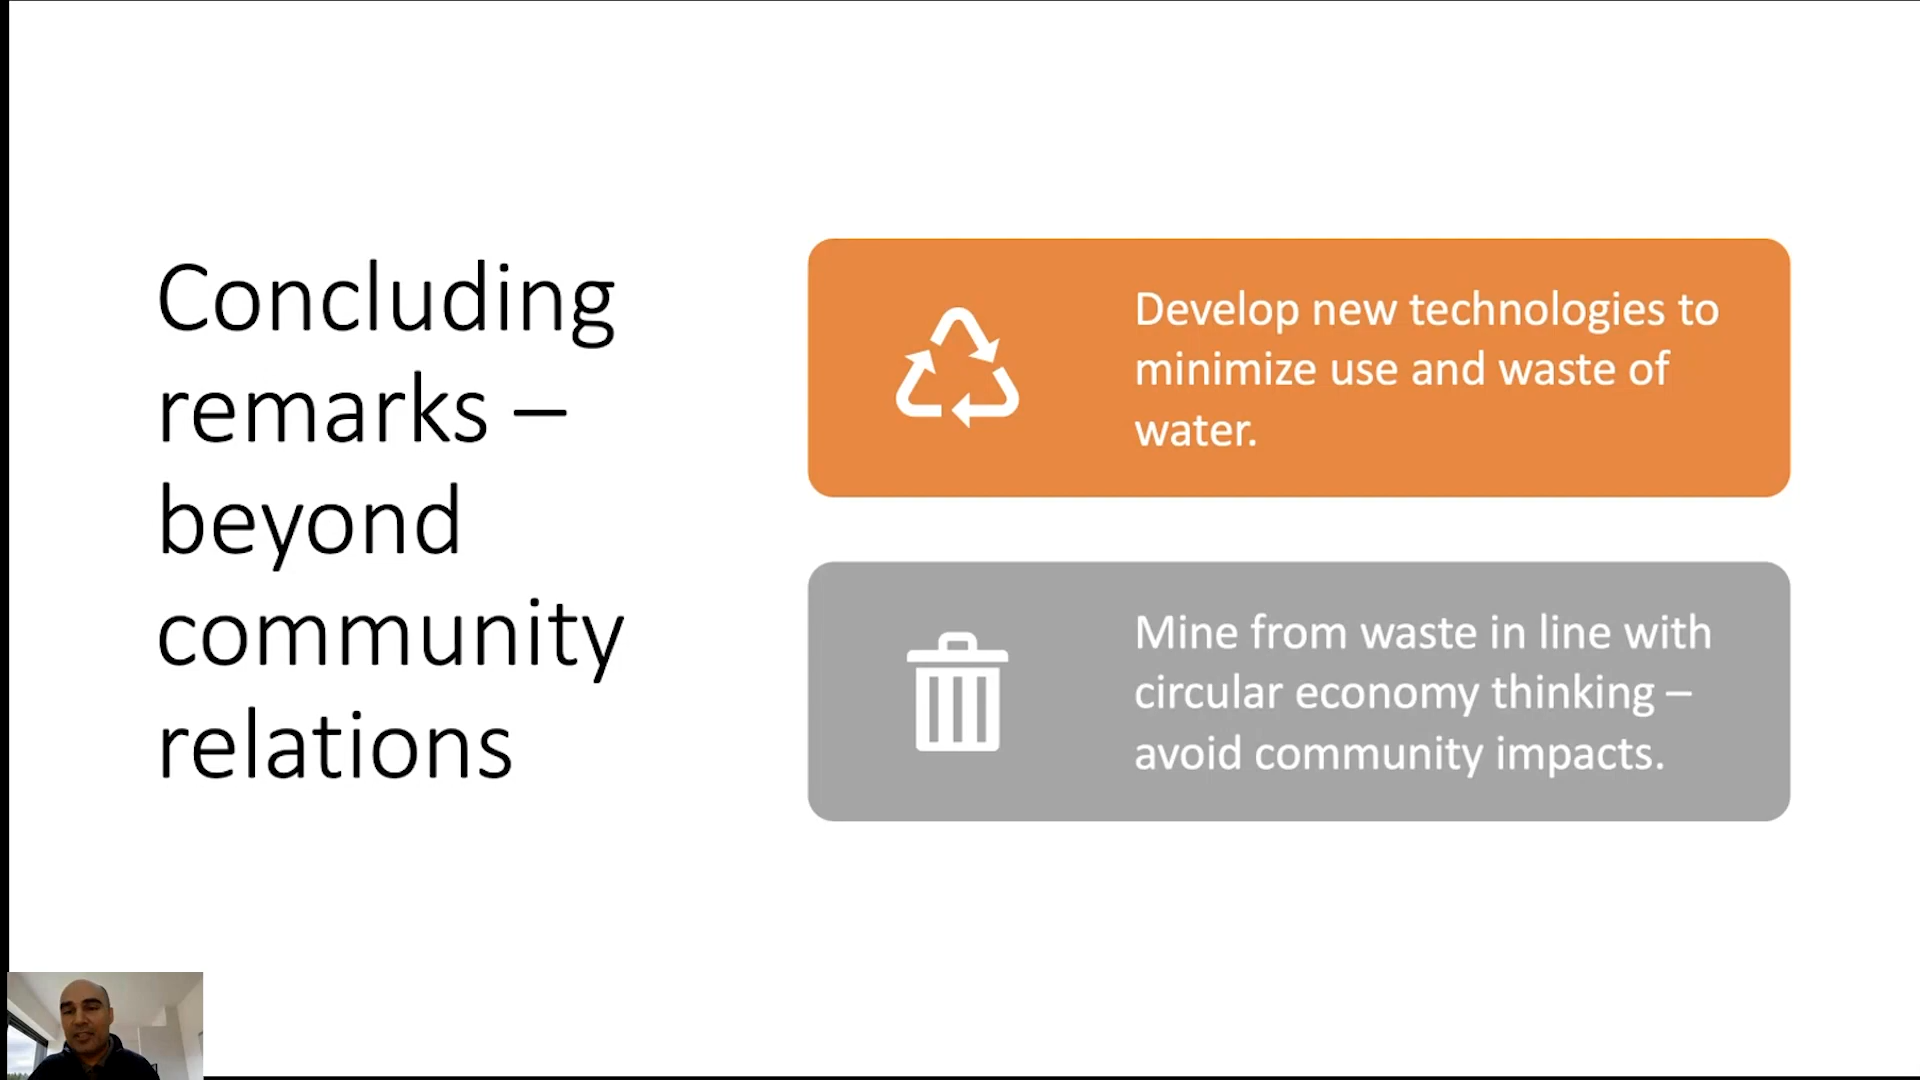 Concluding
remarks –
beyond
community
relations
Develop new technologies to
minimize use and waste of
water.
Mine from waste in line with
circular economy thinking –
avoid community impacts.